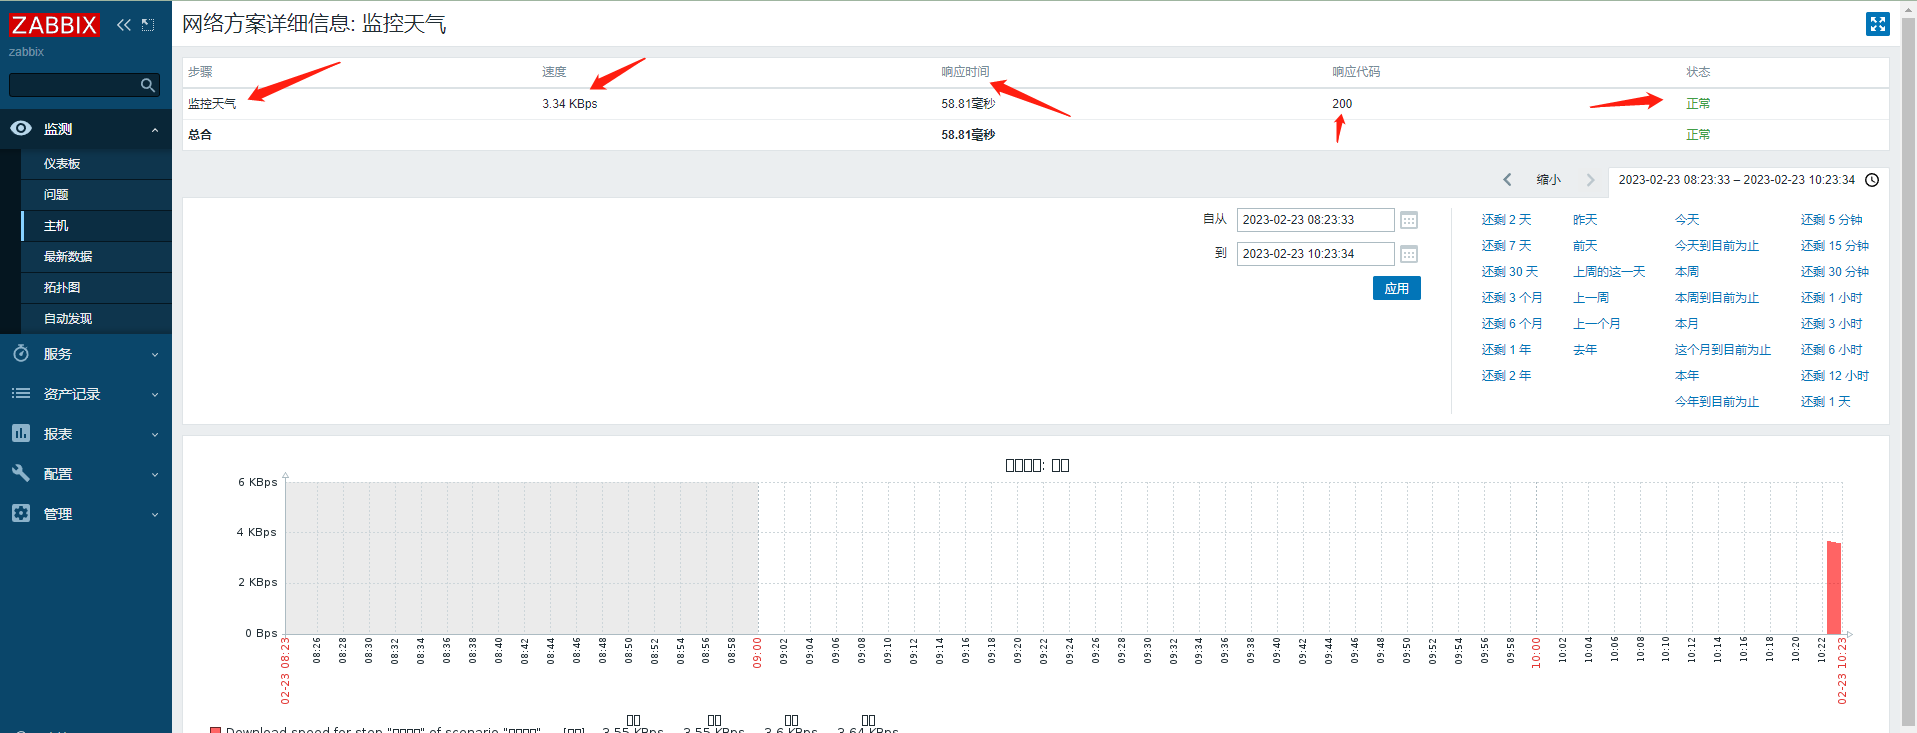 ZABBIX
zabbix
监测
仪表板
问题
主机
最新数据
拓扑图
自动发现
服务
资产记录
报表
配置
管理
网络方案详细信息: 监控天气
步骤 速度 响应时间 响应代码 状态
监控天气 3.34 KBps 58.81毫秒 200 正常
总合 58.81毫秒 正常
缩小 2023-02-23 08:23:33 – 2023-02-23 10:23:34
自从 2023-02-23 08:23:33
到 2023-02-23 10:23:34
应用
还剩 2 天 昨天 今天 还剩 5 分钟
还剩 7 天 前天 今天到目前为止 还剩 15 分钟
还剩 30 天 上周的这一天 本周 还剩 30 分钟
还剩 3 个月 上一周 本周到目前为止 还剩 1 小时
还剩 6 个月 上一个月 本月 还剩 3 小时
还剩 1 年 去年 这个月到目前为止 还剩 6 小时
还剩 2 年 本年 还剩 12 小时
今年到目前为止 还剩 1 天
□□□□: □□
6 KBps
4 KBps
2 KBps
0 Bps
02-23 08:23 08:26 08:28 08:30 08:32 08:34 08:36 08:38 08:40 08:42 08:44 08:46 08:48 08:50 08:52 08:54 08:56 08:58 09:00 09:02 09:04 09:06 09:08 09:10 09:12 09:14 09:16 09:18 09:20 09:22 09:24 09:26 09:28 09:30 09:32 09:34 09:36 09:38 09:40 09:42 09:44 09:46 09:48 09:50 09:52 09:54 09:56 09:58 10:00 10:02 10:04 10:06 10:08 10:10 10:12 10:14 10:16 10:18 10:20 10:22 02-23 10:23
□□ □□ □□ □□
Download speed for step "□□□□" of scenario "□□□□" [□□] 3.55 KBps 3.55 KBps 3.6 KBps 3.64 KBps